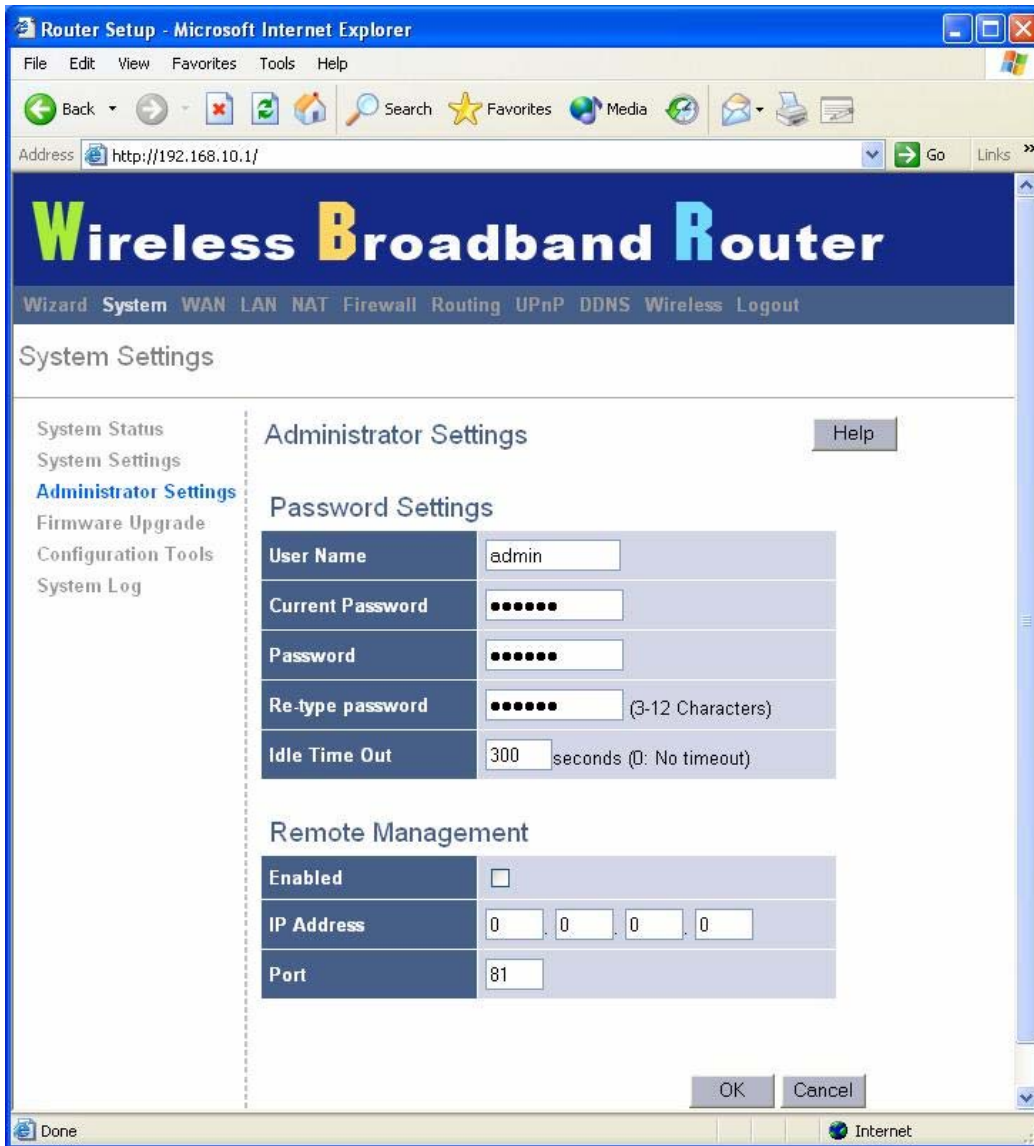 Router Setup - Microsoft Internet Explorer
File Edit View Favorites Tools Help
Back Search Favorites Media
Address http://192.168.10.1/ Go Links »
Wireless Broadband Router
Wizard System WAN LAN NAT Firewall Routing UPnP DDNS Wireless Logout
System Settings
System Status
System Settings
Administrator Settings
Firmware Upgrade
Configuration Tools
System Log
Administrator Settings Help
Password Settings
User Name admin
Current Password ••••••
Password ••••••
Re-type password •••••• (3-12 Characters)
Idle Time Out 300 seconds (0: No timeout)
Remote Management
Enabled
IP Address 0 . 0 . 0 . 0
Port 81
OK Cancel
Done Internet